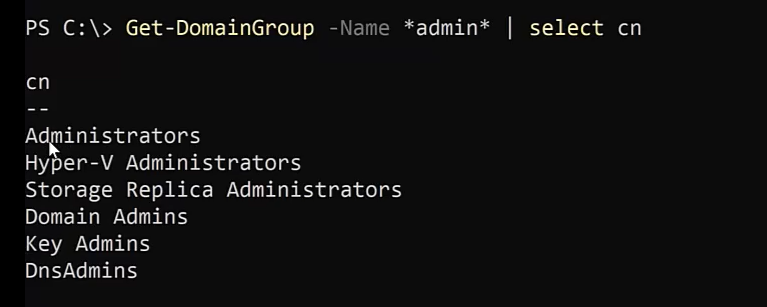 PS C:\> Get-DomainGroup -Name *admin* | select cn
cn
--
Administrators
Hyper-V Administrators
Storage Replica Administrators
Domain Admins
Key Admins
DnsAdmins